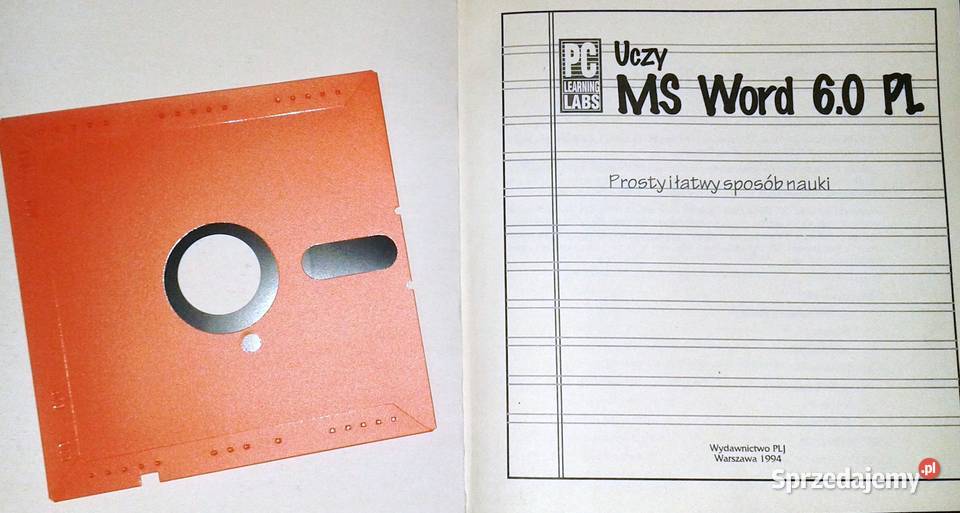 PC
LEARNING
LABS
Uczy
MS Word 6.0 PL
Prosty i łatwy sposób nauki
Wydawnictwo PLJ
Warszawa 1994
Sprzedajemy.pl